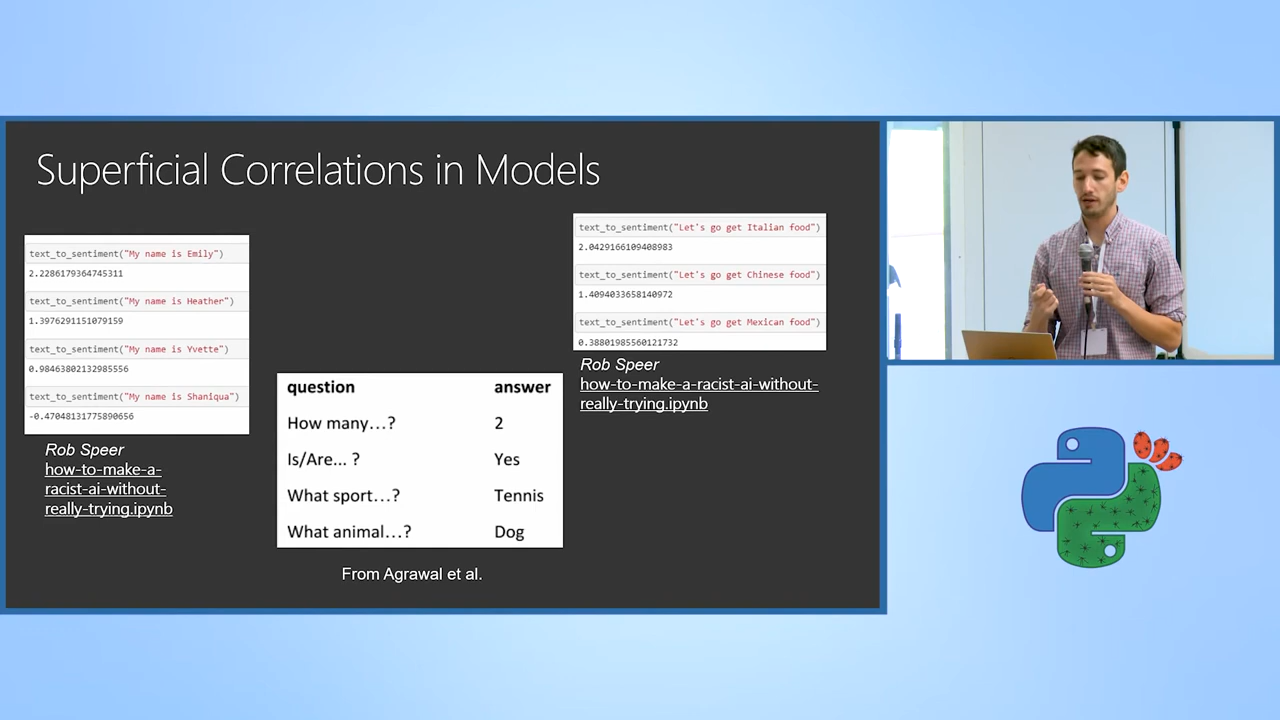 Superficial Correlations in Models
text_to_sentiment("My name is Emily")
2.2286179364745311
text_to_sentiment("My name is Heather")
1.3976291151079159
text_to_sentiment("My name is Yvette")
0.98463802132985556
text_to_sentiment("My name is Shaniqua")
-0.47048131775890656
Rob Speer
how-to-make-a-
racist-ai-without-
really-trying.ipynb
question answer
How many…? 2
Is/Are... ? Yes
What sport…? Tennis
What animal…? Dog
From Agrawal et al.
text_to_sentiment("Let's go get Italian food")
2.0429166109408983
text_to_sentiment("Let's go get Chinese food")
1.4094033658140972
text_to_sentiment("Let's go get Mexican food")
0.38801985560121732
Rob Speer
how-to-make-a-racist-ai-without-
really-trying.ipynb